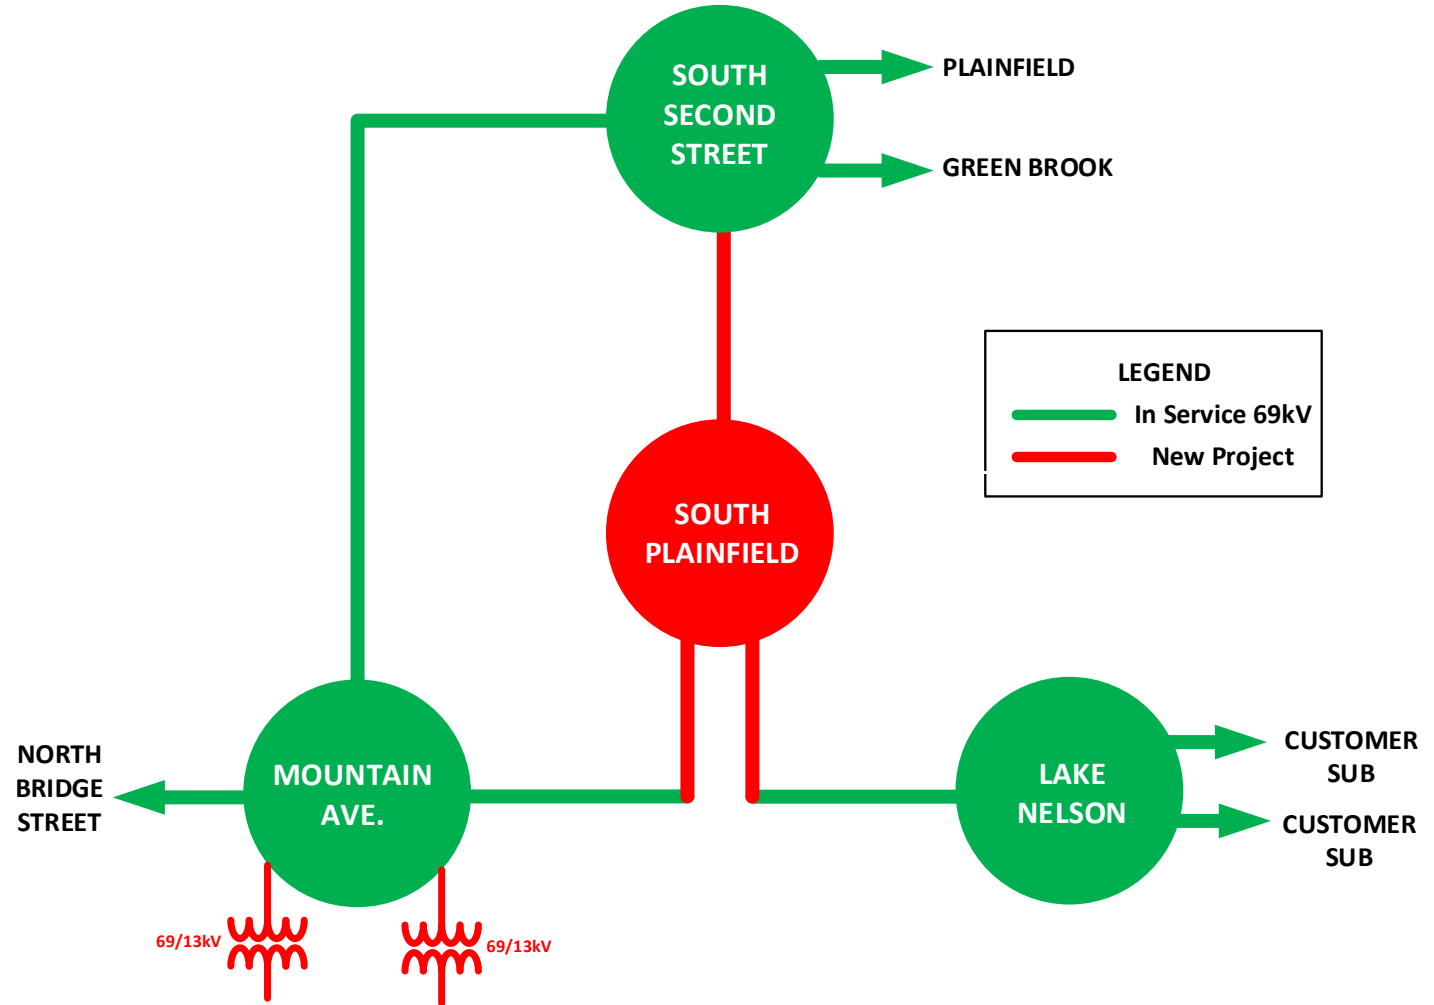 SOUTH
SECOND
STREET
PLAINFIELD
GREEN BROOK
LEGEND
In Service 69kV
New Project
SOUTH
PLAINFIELD
NORTH
BRIDGE
STREET
MOUNTAIN
AVE.
LAKE
NELSON
CUSTOMER
SUB
CUSTOMER
SUB
69/13kV
69/13kV